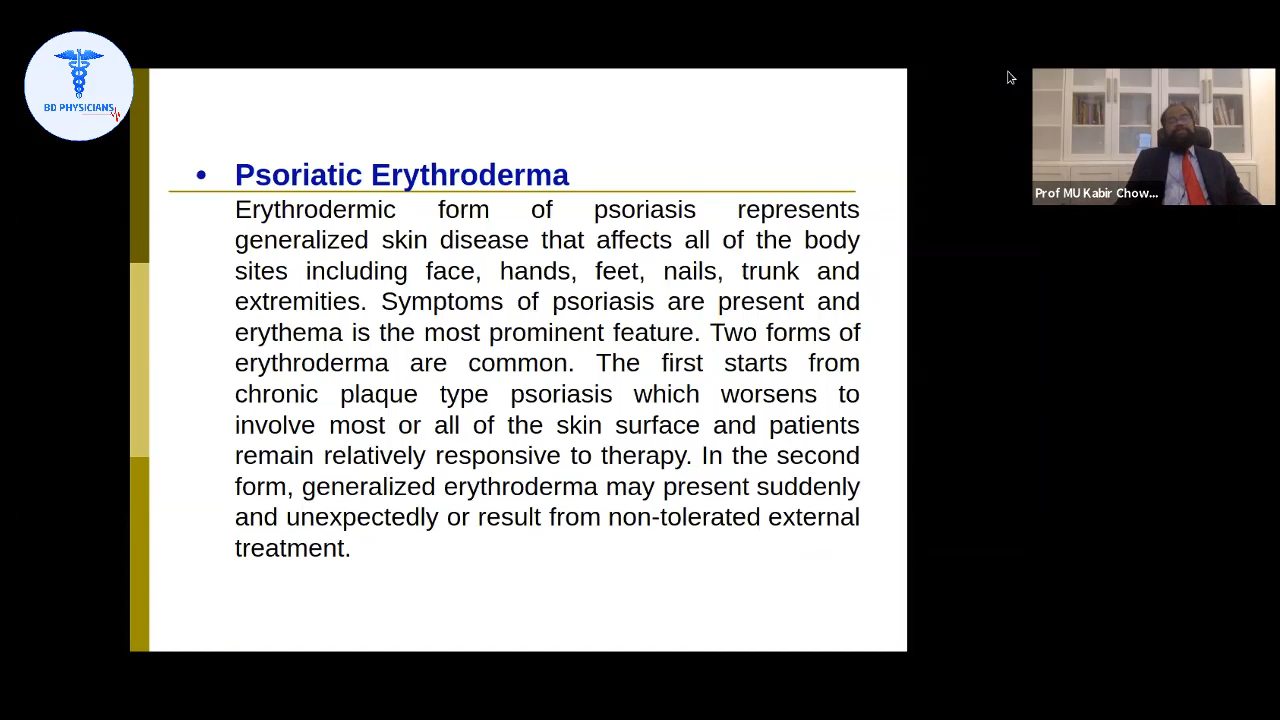 BD PHYSICIANS
• Psoriatic Erythroderma
Erythrodermic form of psoriasis represents
generalized skin disease that affects all of the body
sites including face, hands, feet, nails, trunk and
extremities. Symptoms of psoriasis are present and
erythema is the most prominent feature. Two forms of
erythroderma are common. The first starts from
chronic plaque type psoriasis which worsens to
involve most or all of the skin surface and patients
remain relatively responsive to therapy. In the second
form, generalized erythroderma may present suddenly
and unexpectedly or result from non-tolerated external
treatment.
Prof MU Kabir Chow...